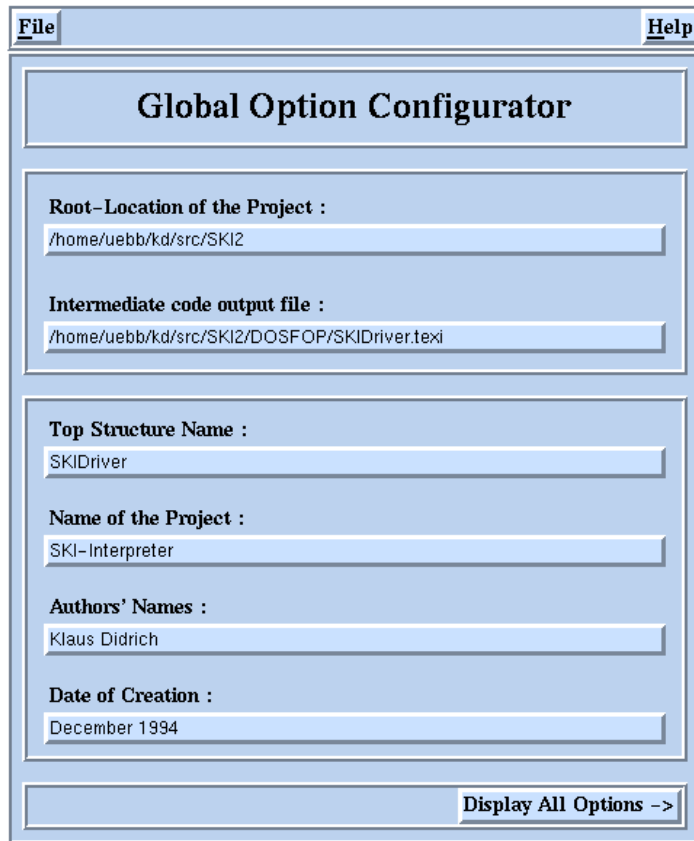 File Help
Global Option Configurator
Root-Location of the Project :
/home/uebb/kd/src/SKI2
Intermediate code output file :
/home/uebb/kd/src/SKI2/DOSFOP/SKIDriver.texi
Top Structure Name :
SKIDriver
Name of the Project :
SKI-Interpreter
Authors' Names :
Klaus Didrich
Date of Creation :
December 1994
Display All Options ->